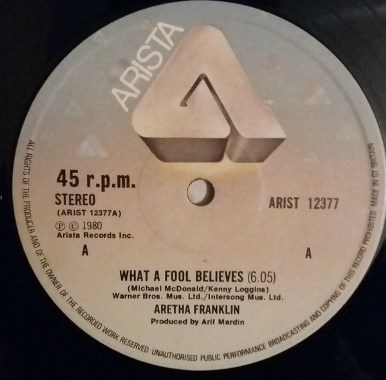 ARISTA
45 r.p.m.
STEREO
(ARIST 12377A)
Ⓟ © 1980
Arista Records Inc.
A
ARIST 12377
A
WHAT A FOOL BELIEVES (6.05)
(Michael McDonald/Kenny Loggins)
Warner Bros. Mus. Ltd./Intersong Mus. Ltd.
ARETHA FRANKLIN
Produced by Arif Mardin
ALL RIGHTS OF THE PRODUCER AND OF THE OWNER OF THE RECORDED WORK RESERVED UNAUTHORISED PUBLIC PERFORMANCE BROADCASTING AND COPYING OF THIS RECORD PROHIBITED MADE IN GT BRITAIN